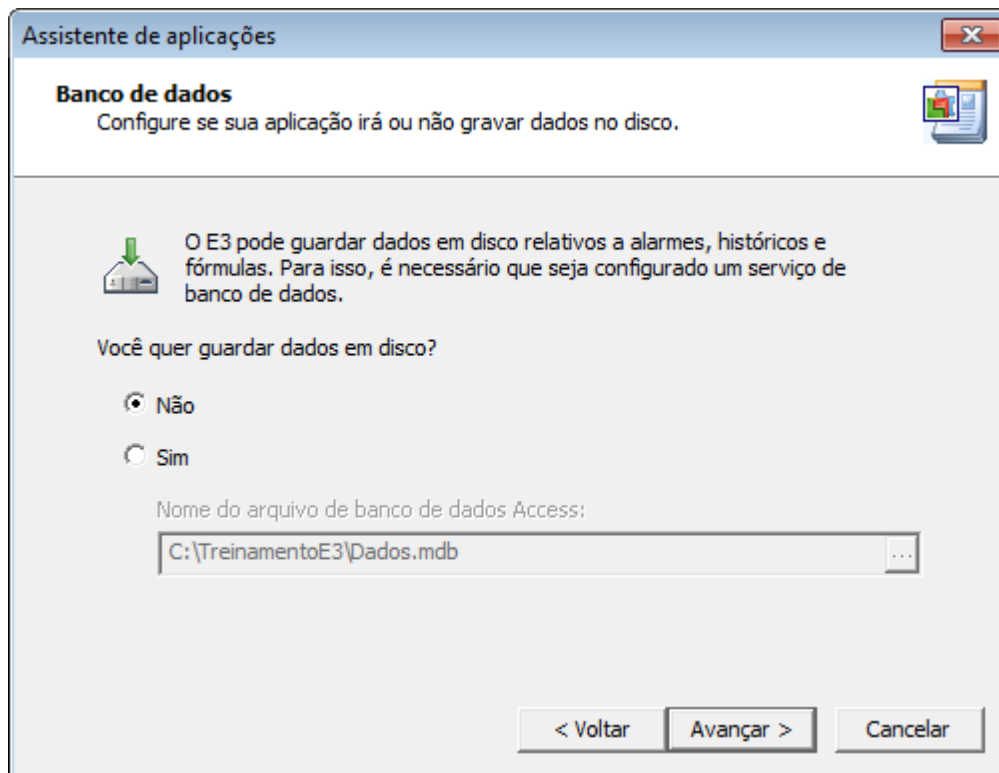 Assistente de aplicações
Banco de dados
Configure se sua aplicação irá ou não gravar dados no disco.
O E3 pode guardar dados em disco relativos a alarmes, históricos e
fórmulas. Para isso, é necessário que seja configurado um serviço de
banco de dados.
Você quer guardar dados em disco?
Não
Sim
Nome do arquivo de banco de dados Access:
C:\TreinamentoE3\Dados.mdb
...
< Voltar
Avançar >
Cancelar